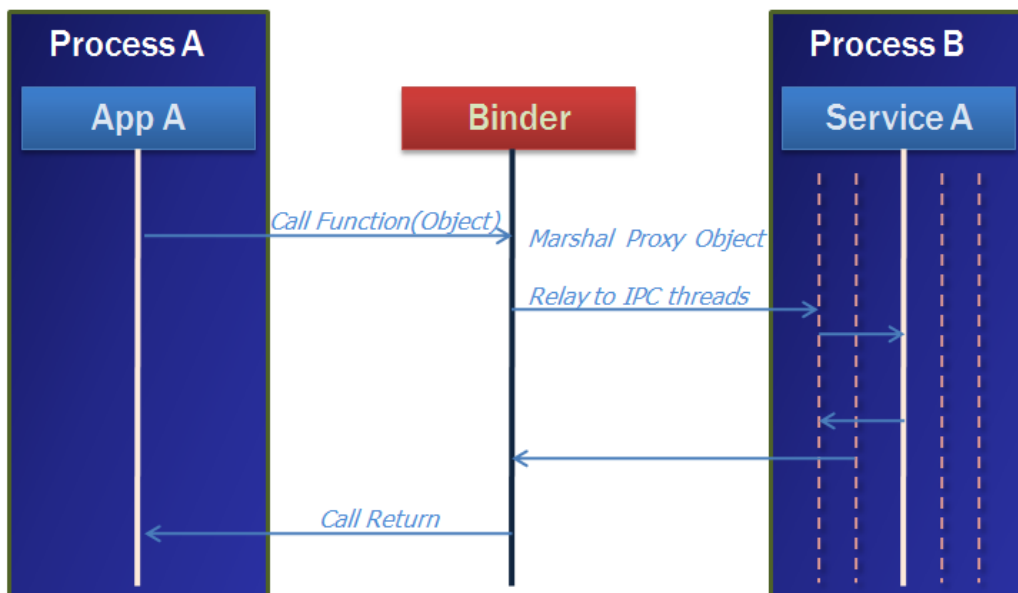 Process A
Process B
App A
Binder
Service A
Call Function(Object)
Marshal Proxy Object
Relay to IPC threads
Call Return